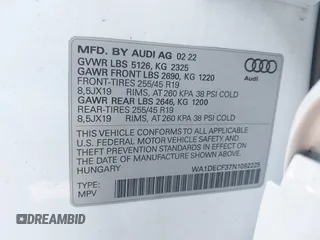 MFD. BY AUDI AG 02 22
GVWR LBS 5126, KG 2325
GAWR FRONT LBS 2690, KG 1220
FRONT-TIRES 255/45 R19
8,5JX19 RIMS, AT 260 KPA 38 PSI COLD
GAWR REAR LBS 2646, KG 1200
REAR-TIRES 255/45 R19
8,5JX19 RIMS, AT 260 KPA 38 PSI COLD
Audi
THIS VEHICLE CONFORMS TO ALL APPLICABLE
U.S. FEDERAL MOTOR VEHICLE SAFETY
BUMPER AND THEFT PREVENTION STANDARDS
IN EFFECT ON THE DATE OF MANUFACTURE
SHOWN ABOVE
HUNGARY
WA1DECF37N1082225
TYPE:
MPV
DREAMBID